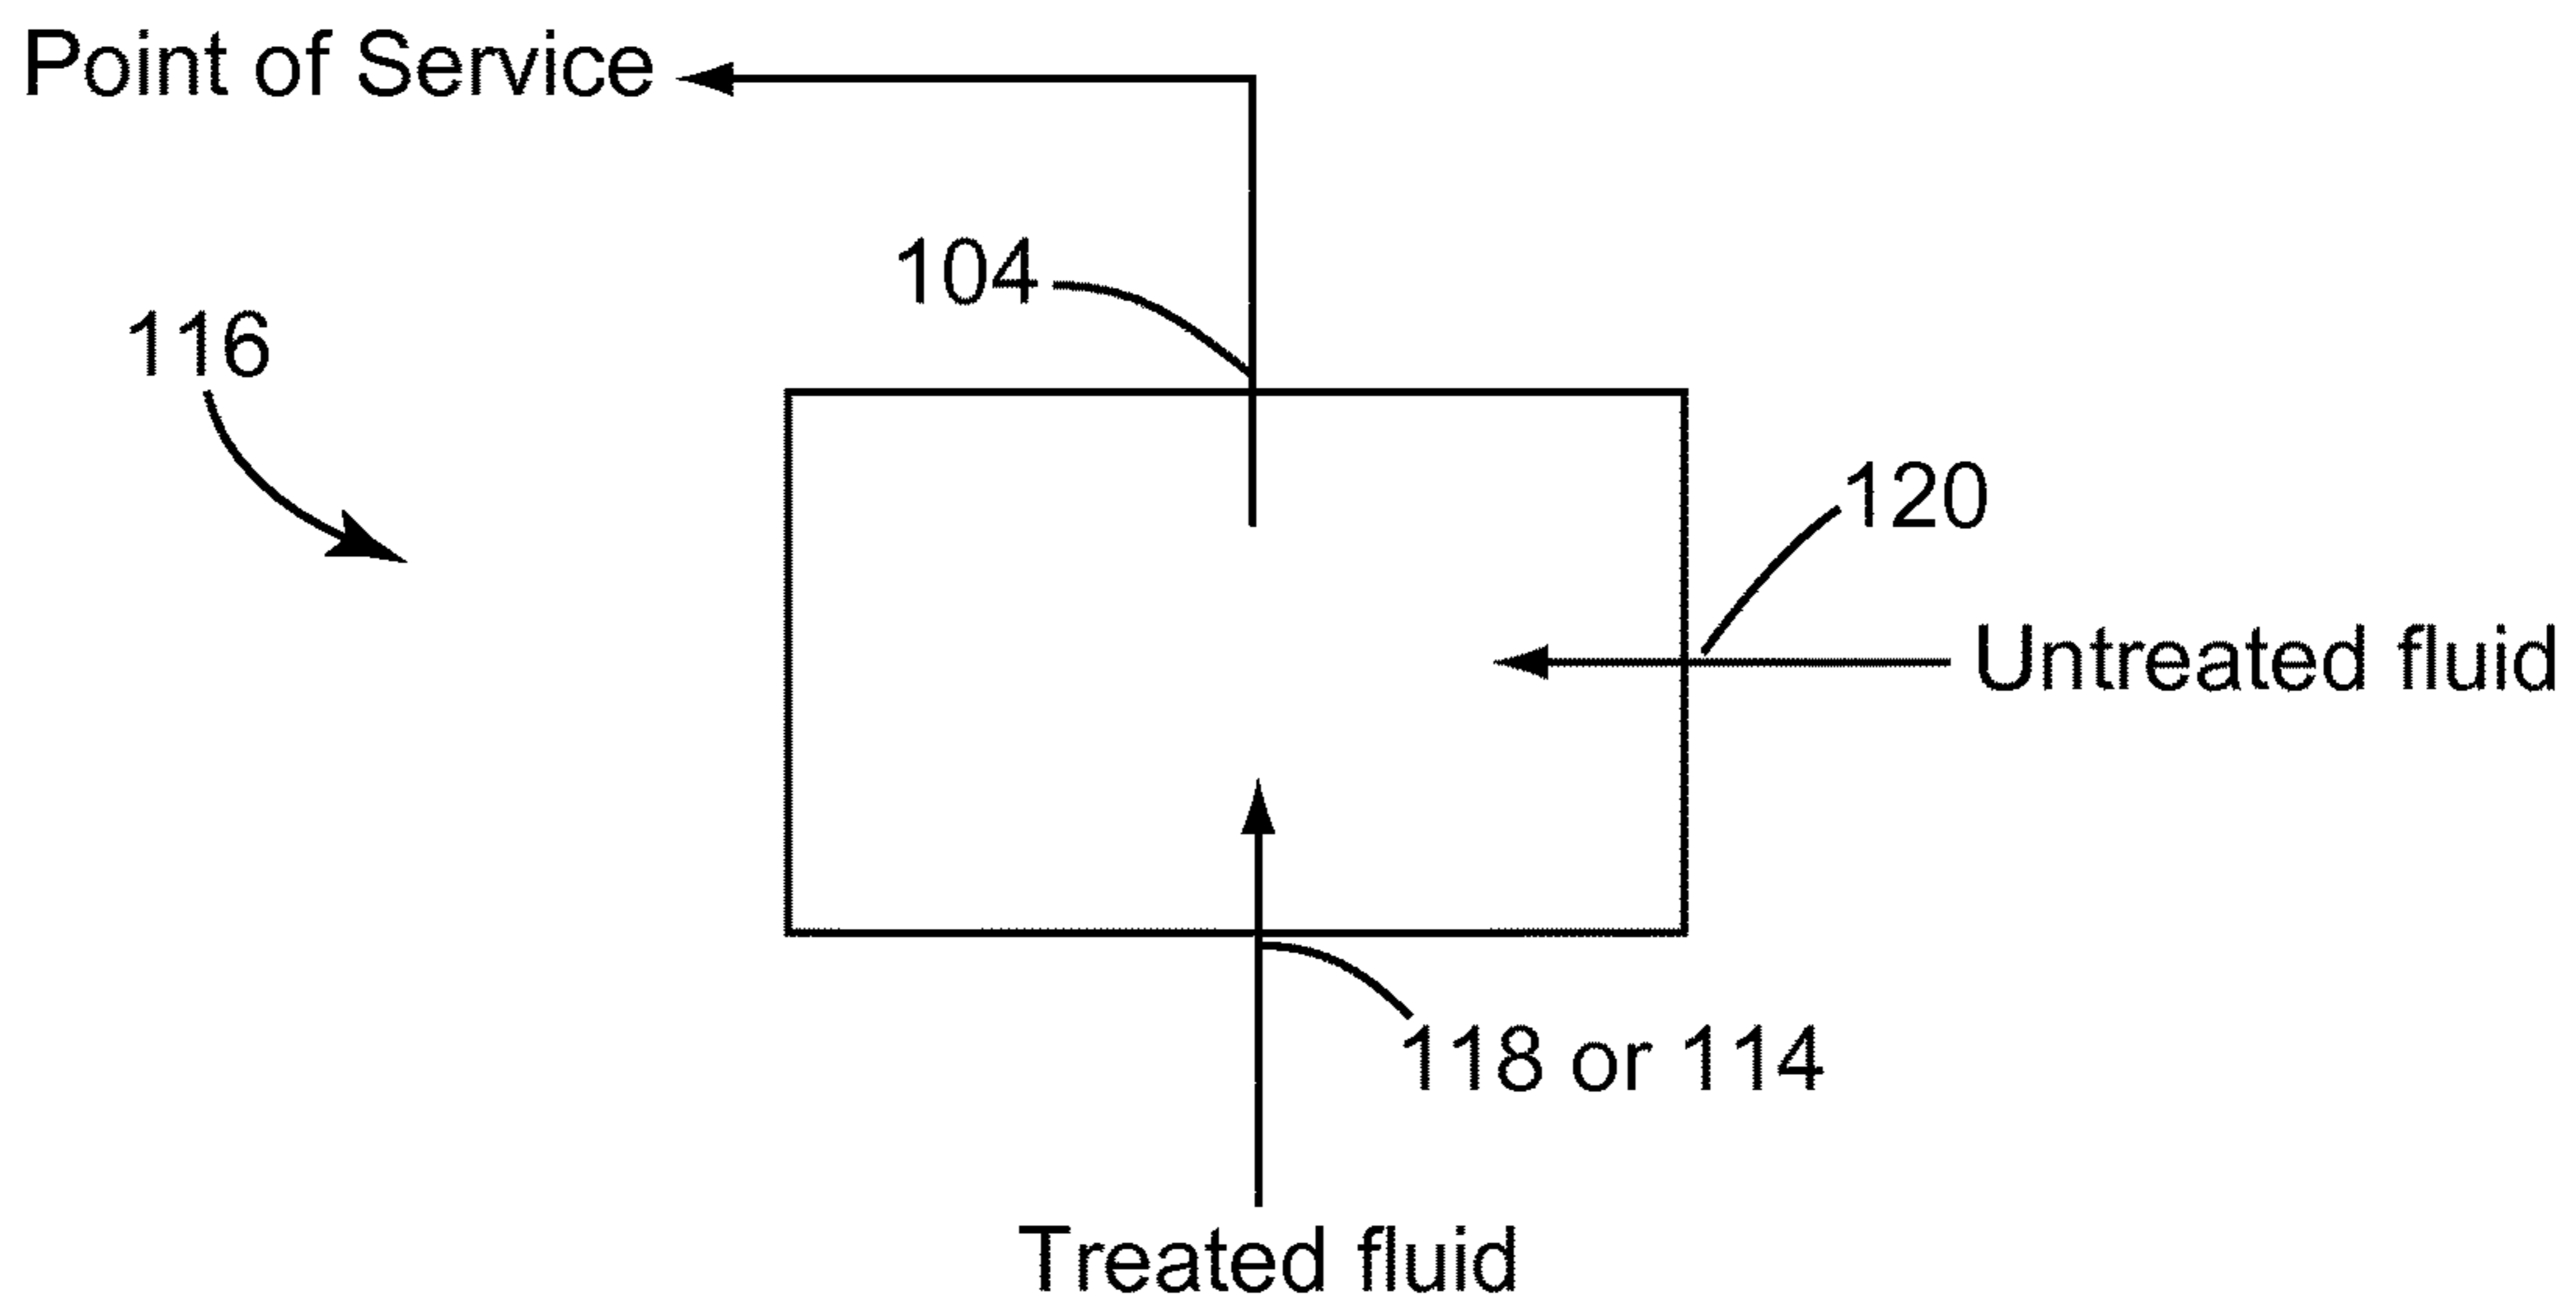 Point of Service
104
116
120
Untreated fluid
118 or 114
Treated fluid